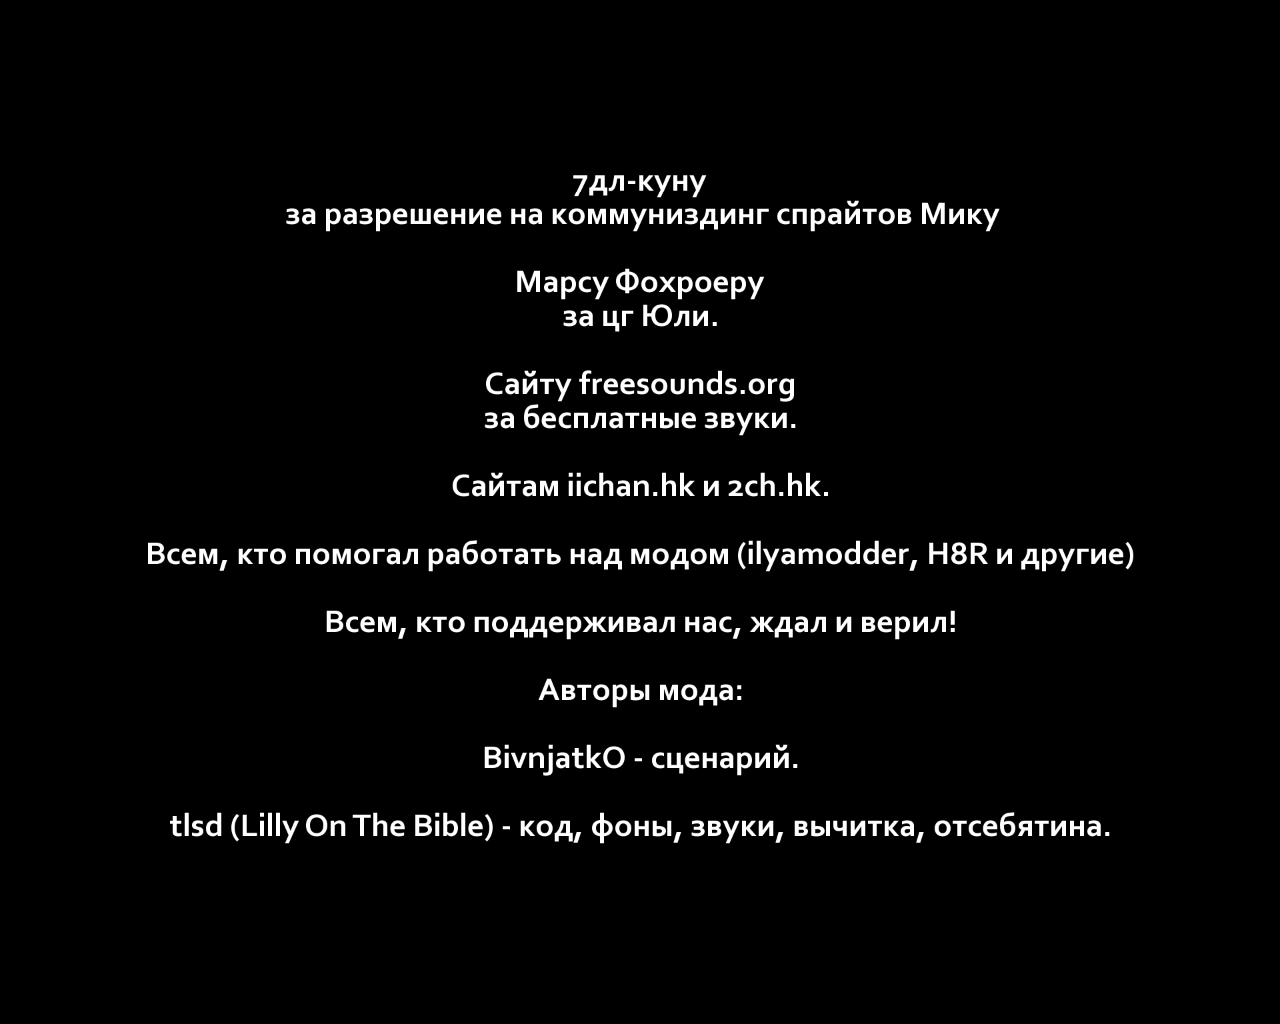 7дл-куну
за разрешение на коммуниздинг спрайтов Мику
Марсу Фохроеру
за цг Юли.
Сайту freesounds.org
за бесплатные звуки.
Сайтам iichan.hk и 2ch.hk.
Всем, кто помогал работать над модом (ilyamodder, H8R и другие)
Всем, кто поддерживал нас, ждал и верил!
Авторы мода:
BivnjatkO - сценарий.
tlsd (Lilly On The Bible) - код, фоны, звуки, вычитка, отсебятина.